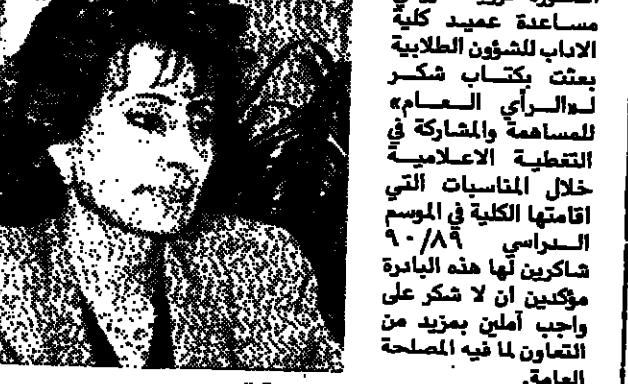 مساعدة عميد كلية
الاداب للشؤون الطلابية
بعثت بكتاب شكر
لـ«الرأي العام»
للمساهمة والمشاركة في
التغطية الاعلامية
خلال المناسبات التي
اقامتها الكلية في الموسم
الدراسي ٩٠/٨٩
شاكرين لها هذه البادرة
مؤكدين ان لا شكر على
واجب آملين بمزيد من
التعاون لما فيه المصلحة
العامة.